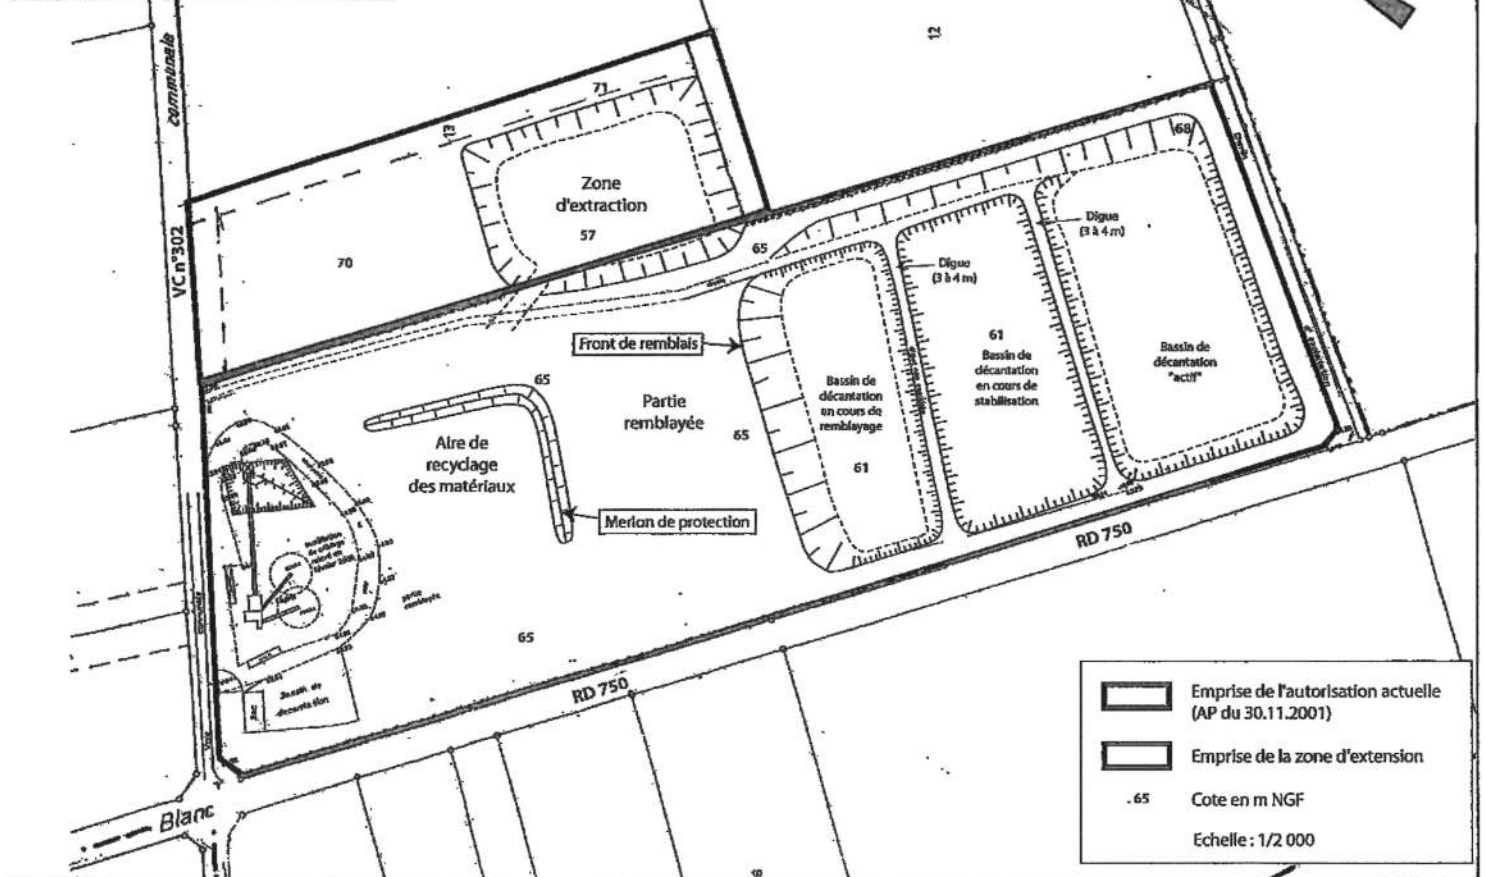 communale
12
71
13
68
Zone
d'extraction
57
VC n°302
70
65
Digue
(3 à 4 m)
Digue
(3 à 4 m)
Front de remblais
61
Bassin de
décantation
en cours de
stabilisation
Bassin de
décantation
"actif"
Bassin de
décantation
en cours de
remblayage
61
65
Partie
remblayée
65
Aire de
recyclage
des matériaux
Merlon de protection
RD 750
partie
remblayée
65
RD 750
Bassin de
décantation
Blanc
Emprise de l'autorisation actuelle
(AP du 30.11.2001)
Emprise de la zone d'extension
.65 Cote en m NGF
Echelle : 1/2 000